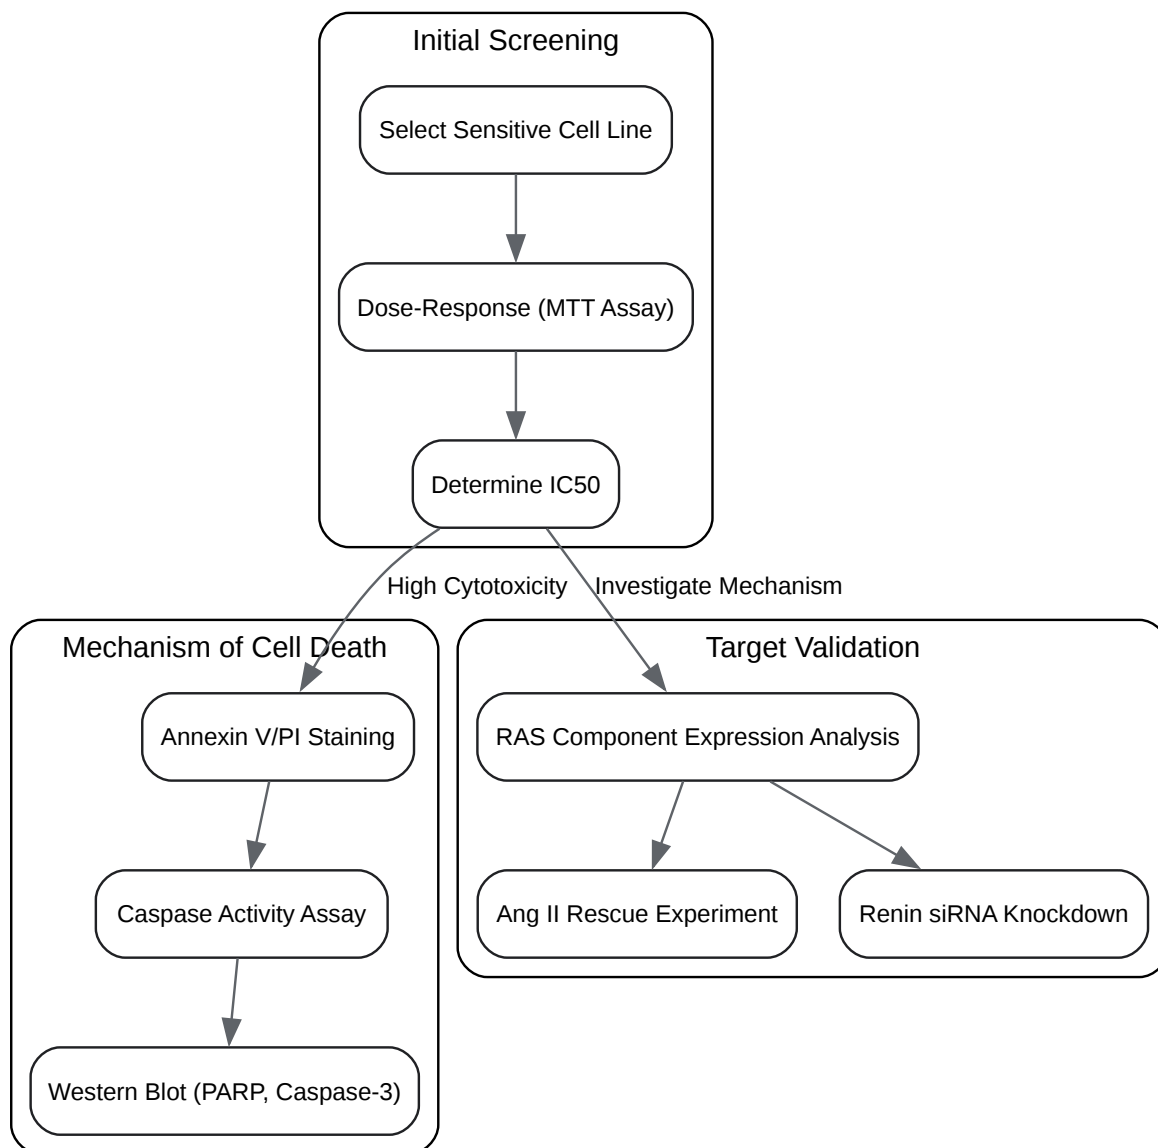 Initial Screening
Select Sensitive Cell Line
Dose-Response (MTT Assay)
Determine IC50
High Cytotoxicity
Investigate Mechanism
Mechanism of Cell Death
Annexin V/PI Staining
Caspase Activity Assay
Western Blot (PARP, Caspase-3)
Target Validation
RAS Component Expression Analysis
Ang II Rescue Experiment
Renin siRNA Knockdown